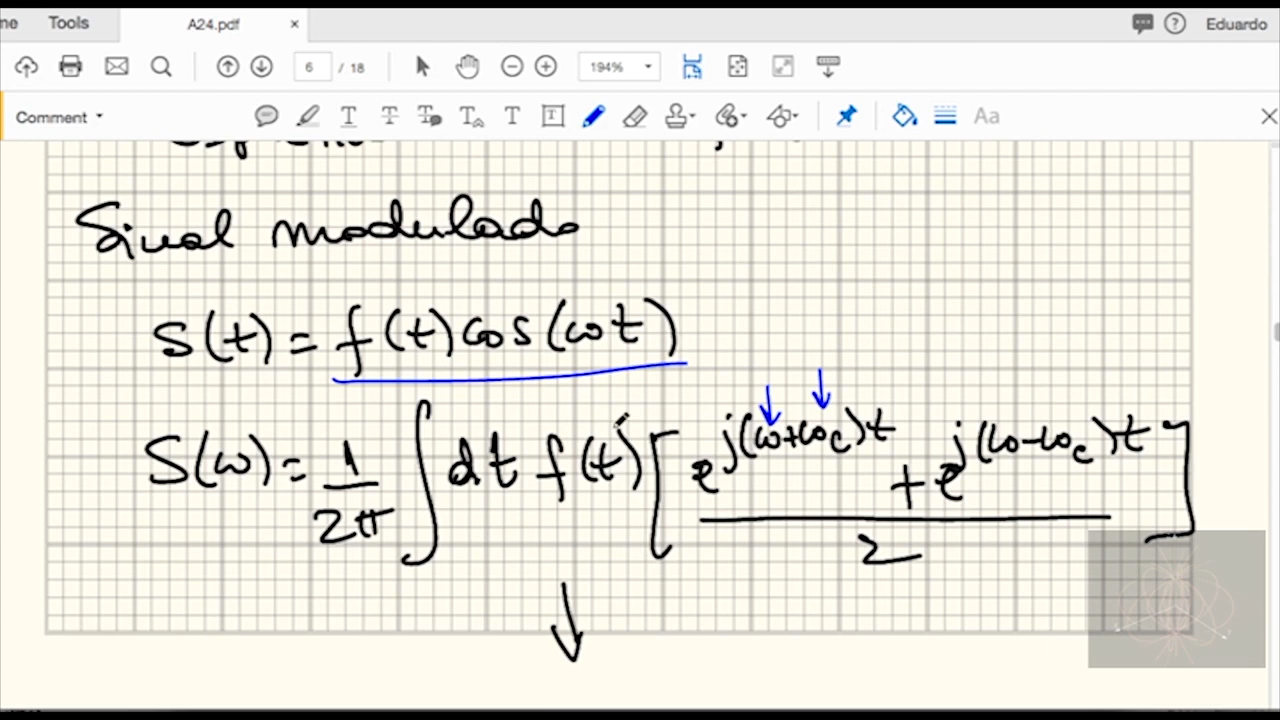 me Tools A24.pdf × ? Eduardo
6 / 18 194%
Comment T T T T T T Aa
Sinal modulado
S(t) = f(t) cos(ωt)
S(ω) = 1/2π ∫ dt f(t) [ (e^{j(ω+ω_c)t} + e^{j(ω-ω_c)t}) / 2 ]